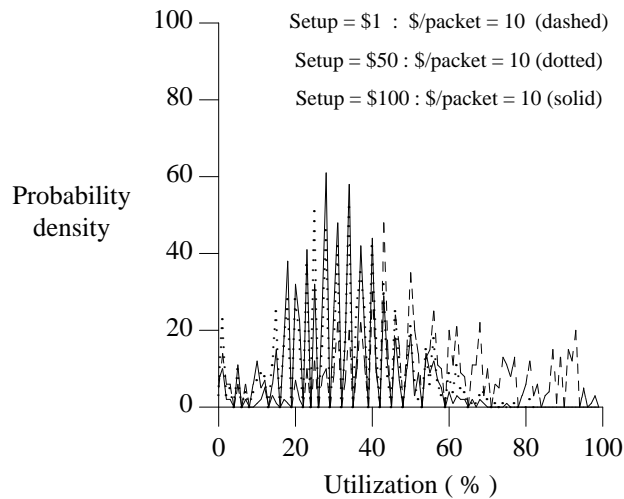 100
Setup = $1 : $/packet = 10 (dashed)
Setup = $50 : $/packet = 10 (dotted)
80
Setup = $100 : $/packet = 10 (solid)
60
Probability
density
40
20
0
0 20 40 60 80 100
Utilization ( % )